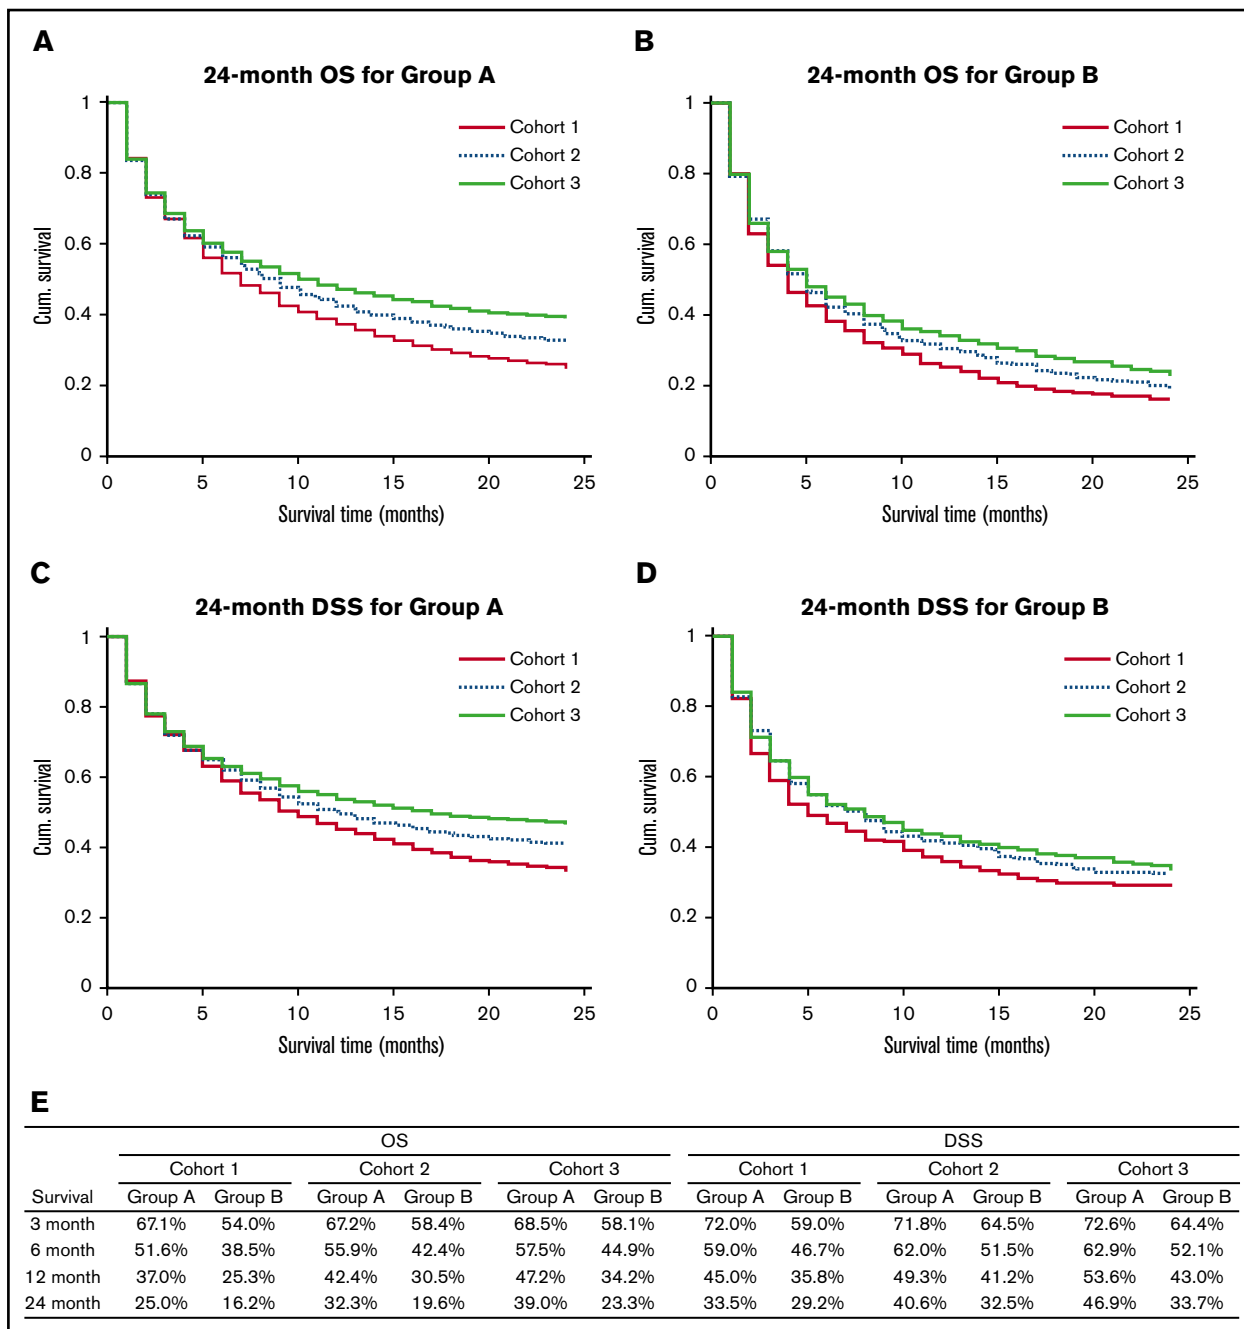 A
24-month OS for Group A
Cohort 1
Cohort 2
Cohort 3
Cum. survival
1
0.8
0.6
0.4
0.2
0
0 5 10 15 20 25
Survival time (months)
B
24-month OS for Group B
Cohort 1
Cohort 2
Cohort 3
Cum. survival
1
0.8
0.6
0.4
0.2
0
0 5 10 15 20 25
Survival time (months)
C
24-month DSS for Group A
Cohort 1
Cohort 2
Cohort 3
Cum. survival
1
0.8
0.6
0.4
0.2
0
0 5 10 15 20 25
Survival time (months)
D
24-month DSS for Group B
Cohort 1
Cohort 2
Cohort 3
Cum. survival
1
0.8
0.6
0.4
0.2
0
0 5 10 15 20 25
Survival time (months)
E
OS DSS
Cohort 1 Cohort 2 Cohort 3 Cohort 1 Cohort 2 Cohort 3
Survival Group A Group B Group A Group B Group A Group B Group A Group B Group A Group B Group A Group B
3 month 67.1% 54.0% 67.2% 58.4% 68.5% 58.1% 72.0% 59.0% 71.8% 64.5% 72.6% 64.4%
6 month 51.6% 38.5% 55.9% 42.4% 57.5% 44.9% 59.0% 46.7% 62.0% 51.5% 62.9% 52.1%
12 month 37.0% 25.3% 42.4% 30.5% 47.2% 34.2% 45.0% 35.8% 49.3% 41.2% 53.6% 43.0%
24 month 25.0% 16.2% 32.3% 19.6% 39.0% 23.3% 33.5% 29.2% 40.6% 32.5% 46.9% 33.7%